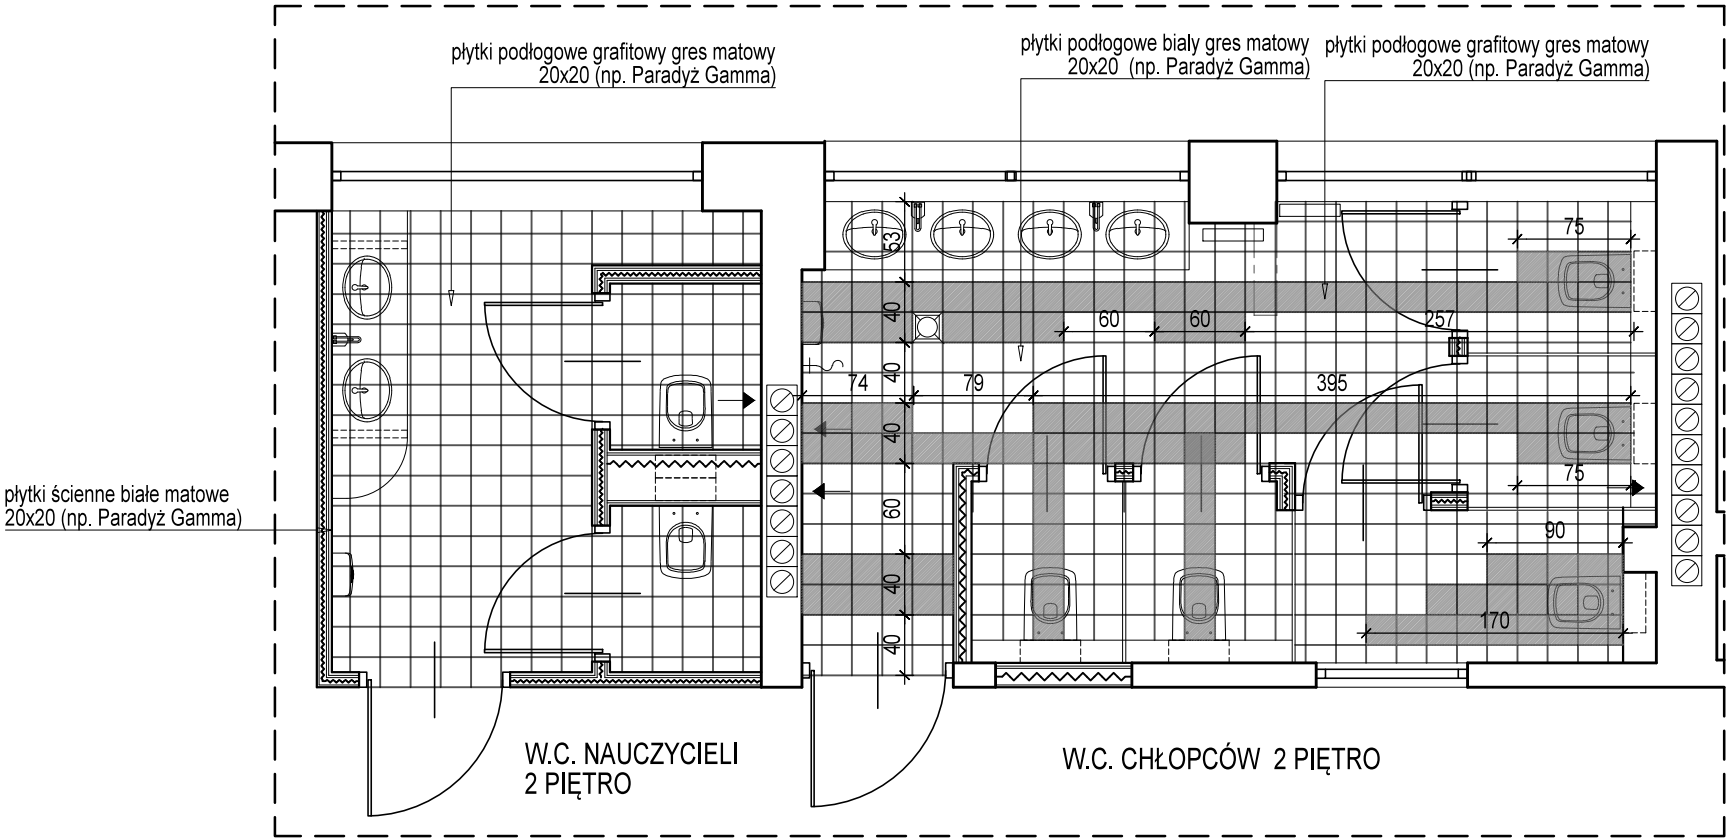 płytki podłogowe grafitowy gres matowy
20x20 (np. Paradyż Gamma)
płytki podłogowe bialy gres matowy
20x20 (np. Paradyż Gamma)
płytki podłogowe grafitowy gres matowy
20x20 (np. Paradyż Gamma)
płytki ścienne białe matowe
20x20 (np. Paradyż Gamma)
53
75
40
60
60
257
40
74
79
395
40
75
60
90
40
170
40
W.C. NAUCZYCIELI
2 PIĘTRO
W.C. CHŁOPCÓW 2 PIĘTRO